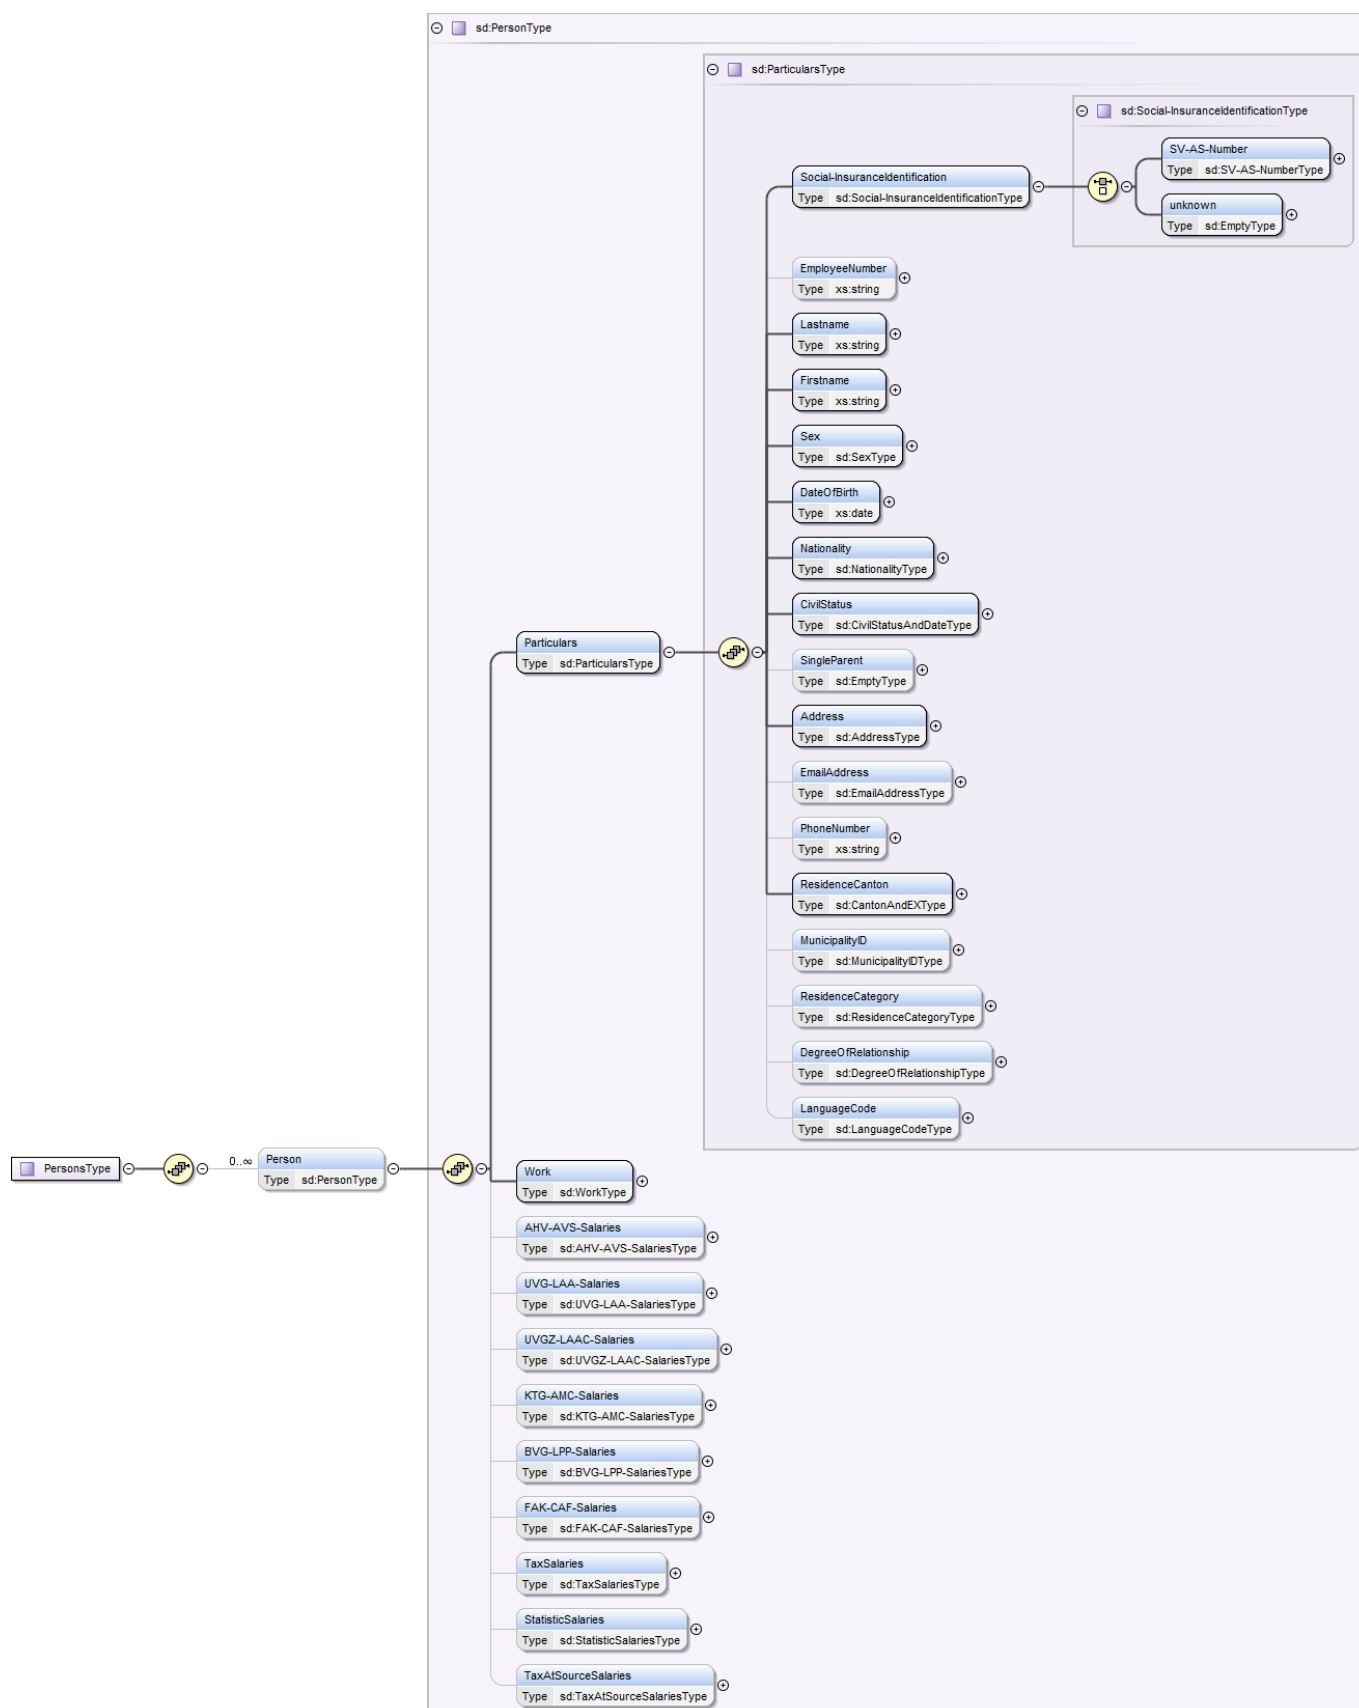 sd:PersonType
sd:ParticularsType
sd:Social-InsuranceIdentificationType
SV-AS-Number
Type sd:SV-AS-NumberType
Social-InsuranceIdentification
Type sd:Social-InsuranceIdentificationType
unknown
Type sd:EmptyType
EmployeeNumber
Type xs:string
Lastname
Type xs:string
Firstname
Type xs:string
Sex
Type sd:SexType
DateOfBirth
Type xs:date
Nationality
Type sd:NationalityType
CivilStatus
Type sd:CivilStatusAndDateType
Particulars
Type sd:ParticularsType
SingleParent
Type sd:EmptyType
Address
Type sd:AddressType
EmailAddress
Type sd:EmailAddressType
PhoneNumber
Type xs:string
ResidenceCanton
Type sd:CantonAndEXType
MunicipalityID
Type sd:MunicipalityIDType
ResidenceCategory
Type sd:ResidenceCategoryType
DegreeOfRelationship
Type sd:DegreeOfRelationshipType
LanguageCode
Type sd:LanguageCodeType
PersonsType
0..∞
Person
Type sd:PersonType
Work
Type sd:WorkType
AHV-AVS-Salaries
Type sd:AHV-AVS-SalariesType
UVG-LAA-Salaries
Type sd:UVG-LAA-SalariesType
UVGZ-LAAC-Salaries
Type sd:UVGZ-LAAC-SalariesType
KTG-AMC-Salaries
Type sd:KTG-AMC-SalariesType
BVG-LPP-Salaries
Type sd:BVG-LPP-SalariesType
FAK-CAF-Salaries
Type sd:FAK-CAF-SalariesType
TaxSalaries
Type sd:TaxSalariesType
StatisticSalaries
Type sd:StatisticSalariesType
TaxAtSourceSalaries
Type sd:TaxAtSourceSalariesType